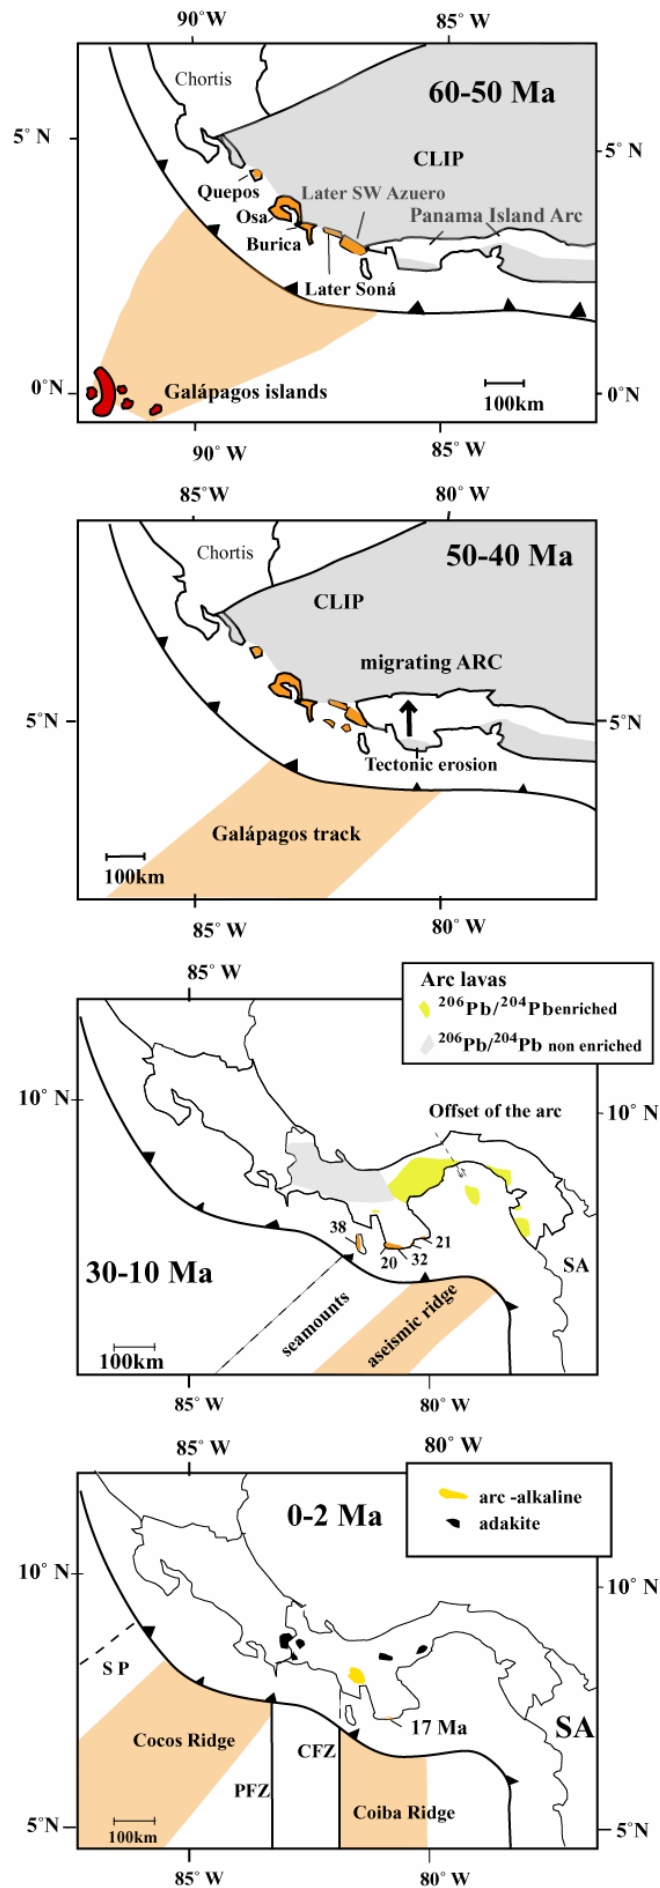 90°W
85°W
Chortis
60-50 Ma
5° N
5° N
CLIP
Quepos
Later SW Azuero
Osa
Panama Island Arc
Burica
Later Soná
0°N
Galápagos islands
100km
0°N
90° W
85° W
85°W
80° W
Chortis
50-40 Ma
CLIP
migrating ARC
5°N
5°N
Tectonic erosion
Galápagos track
100km
85° W
80° W
85° W
Arc lavas
206Pb/204Pb enriched
206Pb/204Pb non enriched
10° N
10° N
Offset of the arc
38
21
20
32
SA
30-10 Ma
seamounts
aseismic ridge
100km
85° W
80° W
85° W
80° W
0-2 Ma
arc -alkaline
adakite
10° N
10° N
S P
17 Ma
SA
Cocos Ridge
CFZ
PFZ
Coiba Ridge
100km
5°N
5°N
85° W
80° W